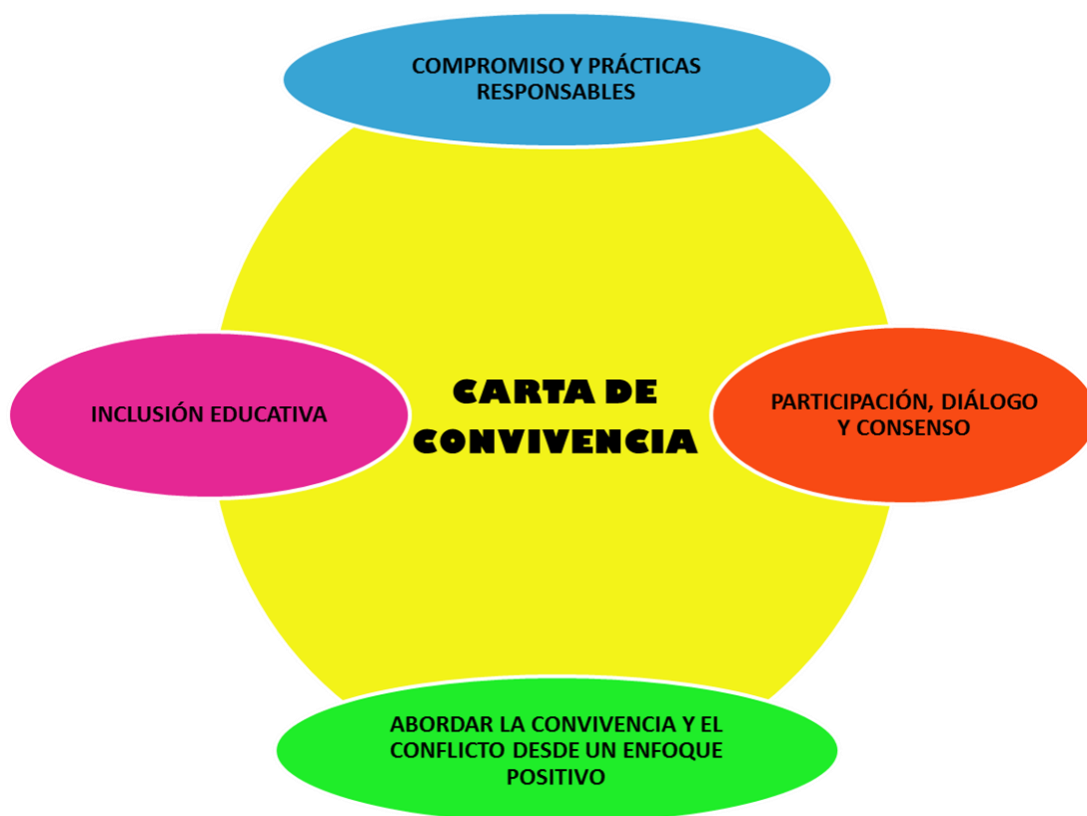 COMPROMISO Y PRÁCTICAS
RESPONSABLES
INCLUSIÓN EDUCATIVA
CARTA DE
CONVIVENCIA
PARTICIPACIÓN, DIÁLOGO
Y CONSENSO
ABORDAR LA CONVIVENCIA Y EL
CONFLICTO DESDE UN ENFOQUE
POSITIVO